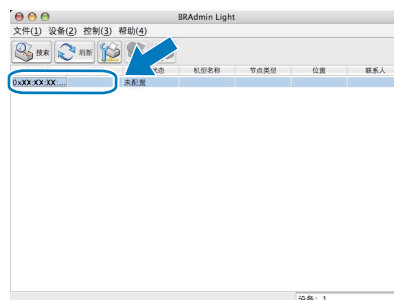 BRAdmin Light
文件(1) 设备(2) 控制(3) 帮助(4)
搜索 刷新
状态 机型名称 节点类型 位置 联系人
0xXX:XX:XX:... 未配置
设备: 1